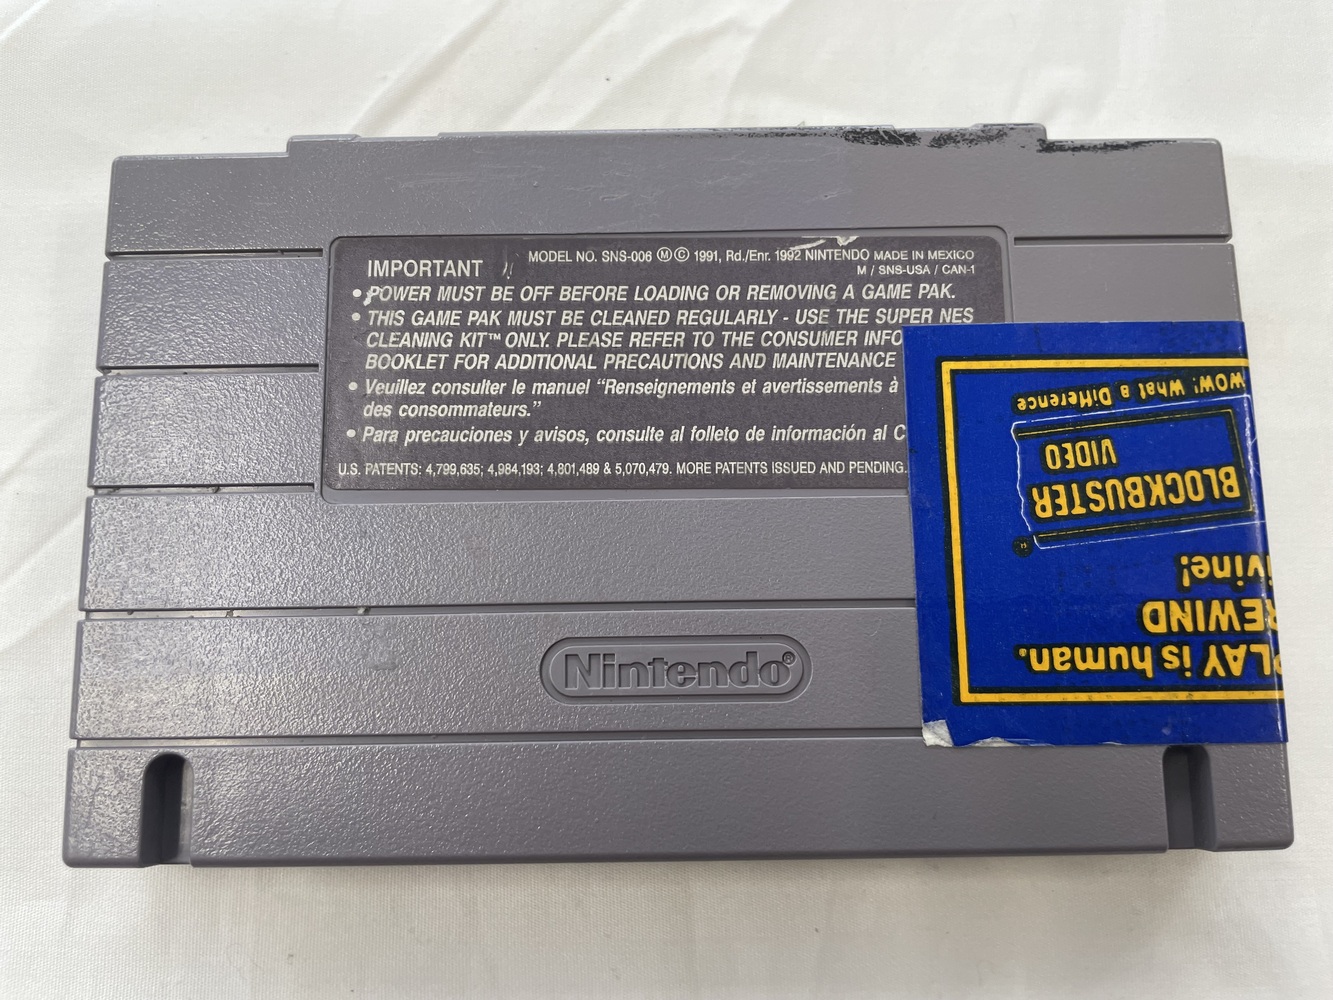 MODEL NO. SNS-006 Ⓜ© 1991, Rd./Enr. 1992 NINTENDO MADE IN MEXICO
IMPORTANT
M / SNS-USA / CAN-1
• POWER MUST BE OFF BEFORE LOADING OR REMOVING A GAME PAK.
• THIS GAME PAK MUST BE CLEANED REGULARLY - USE THE SUPER NES
CLEANING KIT™ ONLY. PLEASE REFER TO THE CONSUMER INFO
BOOKLET FOR ADDITIONAL PRECAUTIONS AND MAINTENANCE
• Veuillez consulter le manuel “Renseignements et avertissements à
des consommateurs.”
• Para precauciones y avisos, consulte al folleto de información al C
U.S. PATENTS: 4,799,635; 4,984,193; 4,801,489 & 5,070,479. MORE PATENTS ISSUED AND PENDING.
Nintendo®
PLAY is human.
REWIND
ivine!
BLOCKBUSTER
VIDEO
®
WOW! What a Difference